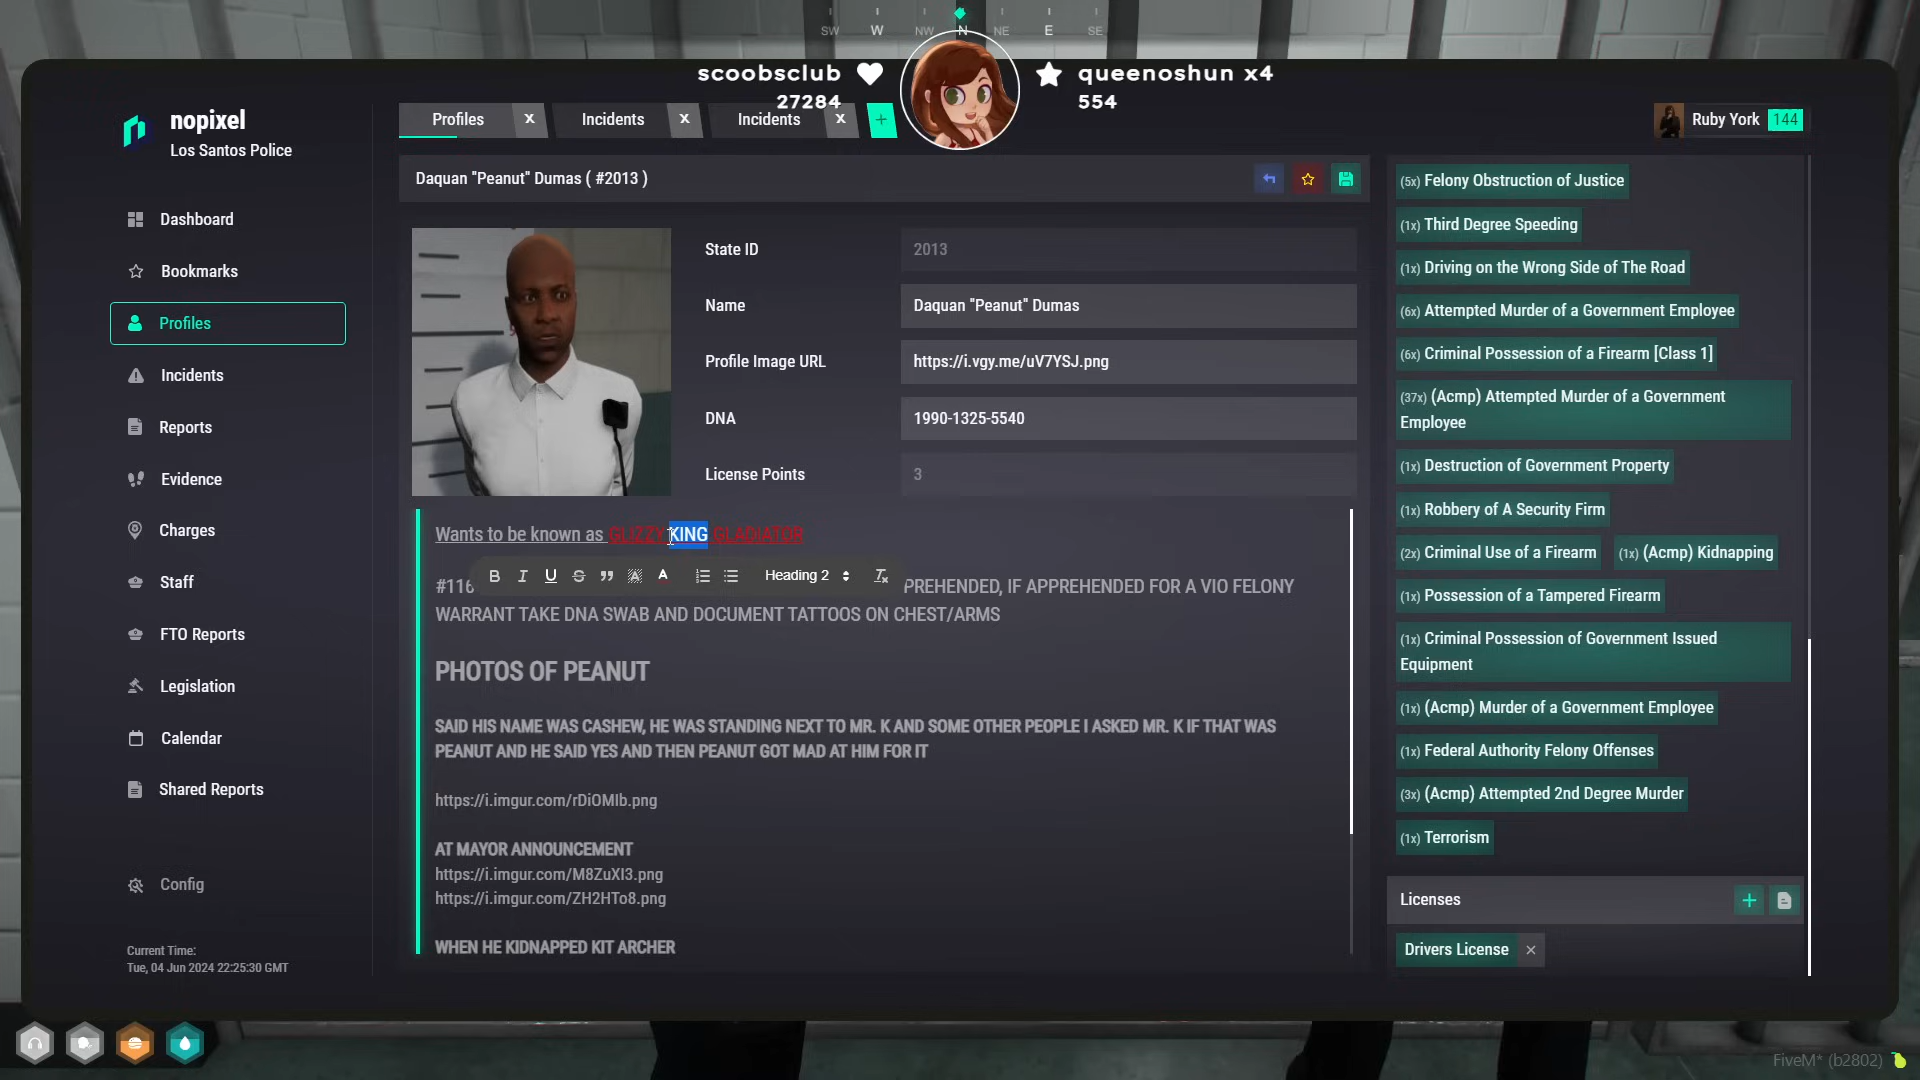 SW W NW N NE E SE
scoobsclub
27284
queenoshun x4
554
nopixel
Los Santos Police
Profiles x
Incidents x
Incidents x
+
Ruby York 144
Dashboard
Bookmarks
Profiles
Incidents
Reports
Evidence
Charges
Staff
FTO Reports
Legislation
Calendar
Shared Reports
Config
Current Time:
Tue, 04 Jun 2024 22:25:30 GMT
Daquan "Peanut" Dumas ( #2013 )
State ID 2013
Name Daquan "Peanut" Dumas
Profile Image URL https://i.vgy.me/uV7YSJ.png
DNA 1990-1325-5540
License Points 3
Wants to be known as GLIZZY KING GLADIATOR
B I U S A A Heading 2
#116 PREHENDED, IF APPREHENDED FOR A VIO FELONY
WARRANT TAKE DNA SWAB AND DOCUMENT TATTOOS ON CHEST/ARMS
PHOTOS OF PEANUT
SAID HIS NAME WAS CASHEW, HE WAS STANDING NEXT TO MR. K AND SOME OTHER PEOPLE I ASKED MR. K IF THAT WAS
PEANUT AND HE SAID YES AND THEN PEANUT GOT MAD AT HIM FOR IT
https://i.imgur.com/rDiOMIb.png
AT MAYOR ANNOUNCEMENT
https://i.imgur.com/M8ZuXI3.png
https://i.imgur.com/ZH2HTo8.png
WHEN HE KIDNAPPED KIT ARCHER
(5x) Felony Obstruction of Justice
(1x) Third Degree Speeding
(1x) Driving on the Wrong Side of The Road
(6x) Attempted Murder of a Government Employee
(6x) Criminal Possession of a Firearm [Class 1]
(37x) (Acmp) Attempted Murder of a Government
Employee
(1x) Destruction of Government Property
(1x) Robbery of A Security Firm
(2x) Criminal Use of a Firearm (1x) (Acmp) Kidnapping
(1x) Possession of a Tampered Firearm
(1x) Criminal Possession of Government Issued
Equipment
(1x) (Acmp) Murder of a Government Employee
(1x) Federal Authority Felony Offenses
(3x) (Acmp) Attempted 2nd Degree Murder
(1x) Terrorism
Licenses +
Drivers License ×
FiveM* (b2802)